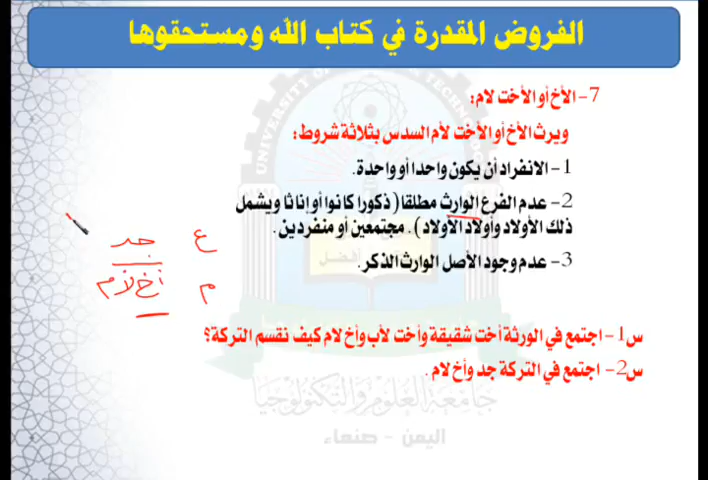 الفروض المقدرة في كتاب الله ومستحقوها
7- الأخ أو الأخت لام:
ويرث الأخ أو الأخت لأم السدس بثلاثة شروط:
1- الانفراد أن يكون واحدا أو واحدة.
2- عدم الفرع الوارث مطلقا( ذكورا كانوا أو إناثا ويشمل
ذلك الأولاد وأولاد الأولاد). مجتمعين أو منفردين.
3- عدم وجود الأصل الوارث الذكر.
ع جد
م أخ لأم
س1- اجتمع في الورثة أخت شقيقة وأخت لأب وأخ لام كيف نقسم التركة؟
س2- اجتمع في التركة جد وأخ لام.
UNIVERSITY OF
جامعة العلوم والتكنولوجيا
اليمن - صنعاء